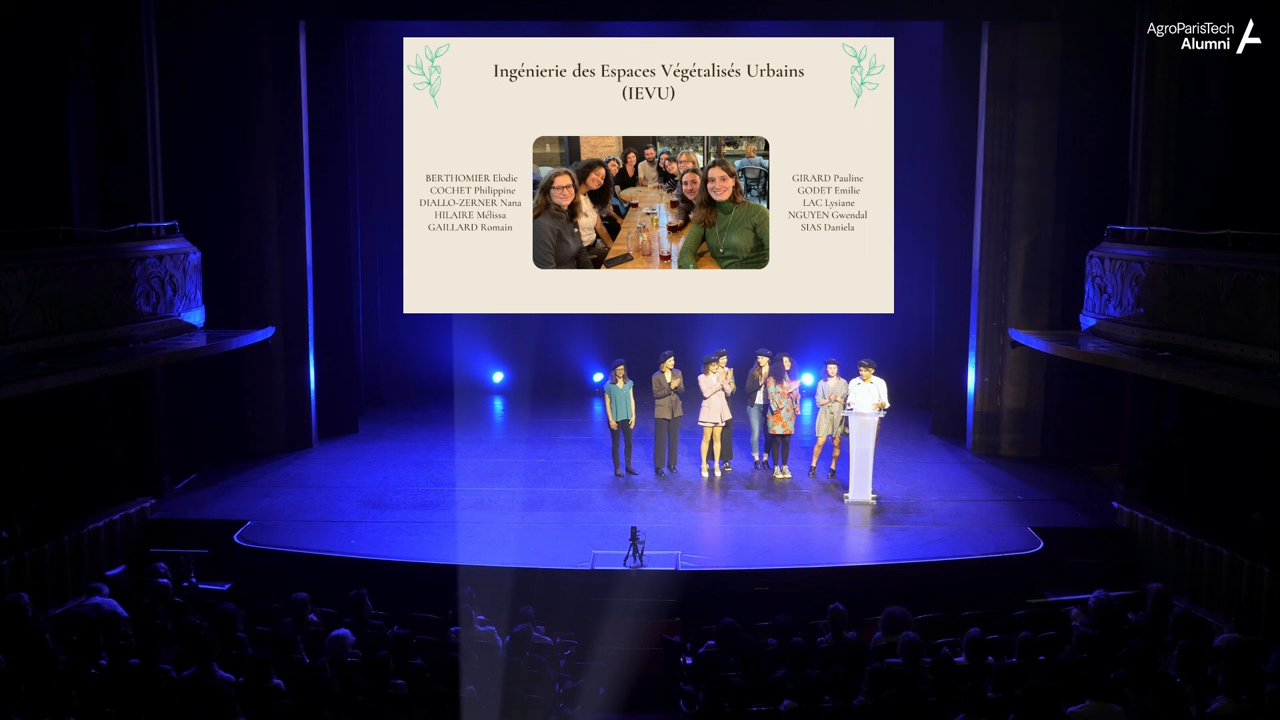 AgroParisTech
Alumni
Ingénierie des Espaces Végétalisés Urbains
(IEVU)
BERTHOMIER Elodie
COCHET Philippine
DIALLO-ZERNER Nana
HILAIRE Mélissa
GAILLARD Romain
GIRARD Pauline
GODET Emilie
LAC Lysiane
NGUYEN Gwendal
SIAS Daniela